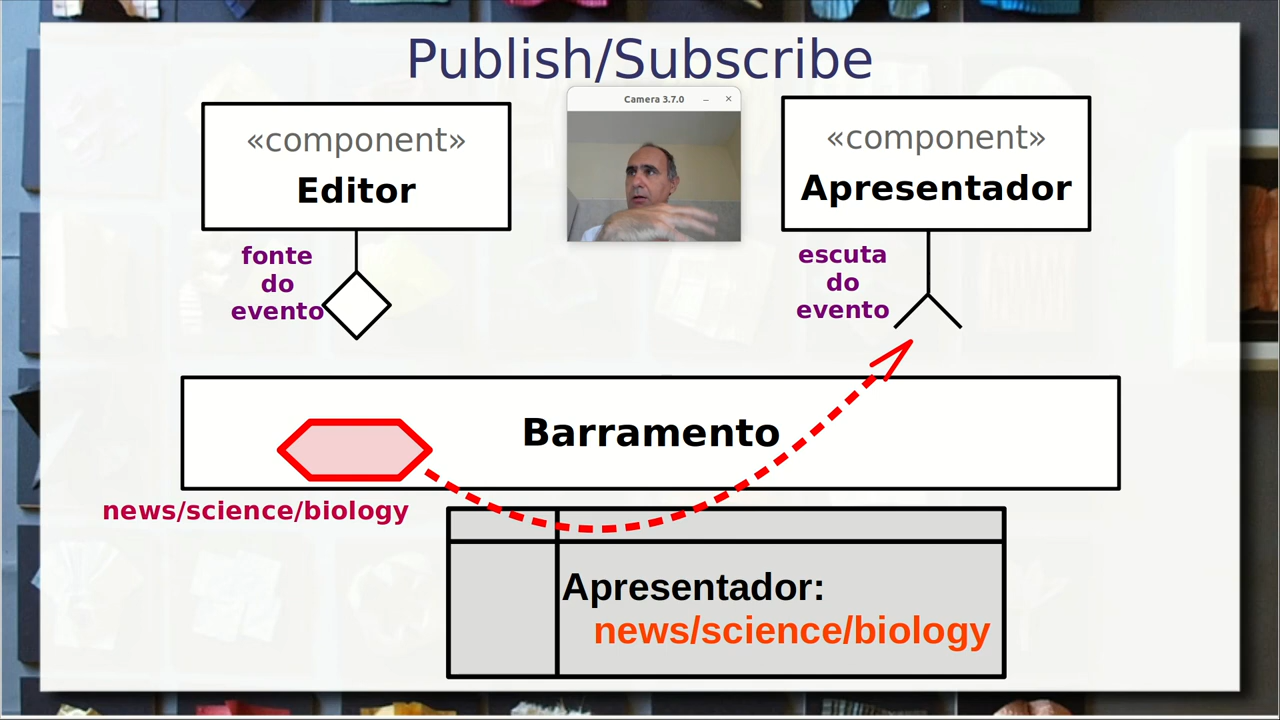 Publish/Subscribe
Camera 3.7.0
«component»
Editor
«component»
Apresentador
fonte
do
evento
escuta
do
evento
Barramento
news/science/biology
Apresentador:
news/science/biology